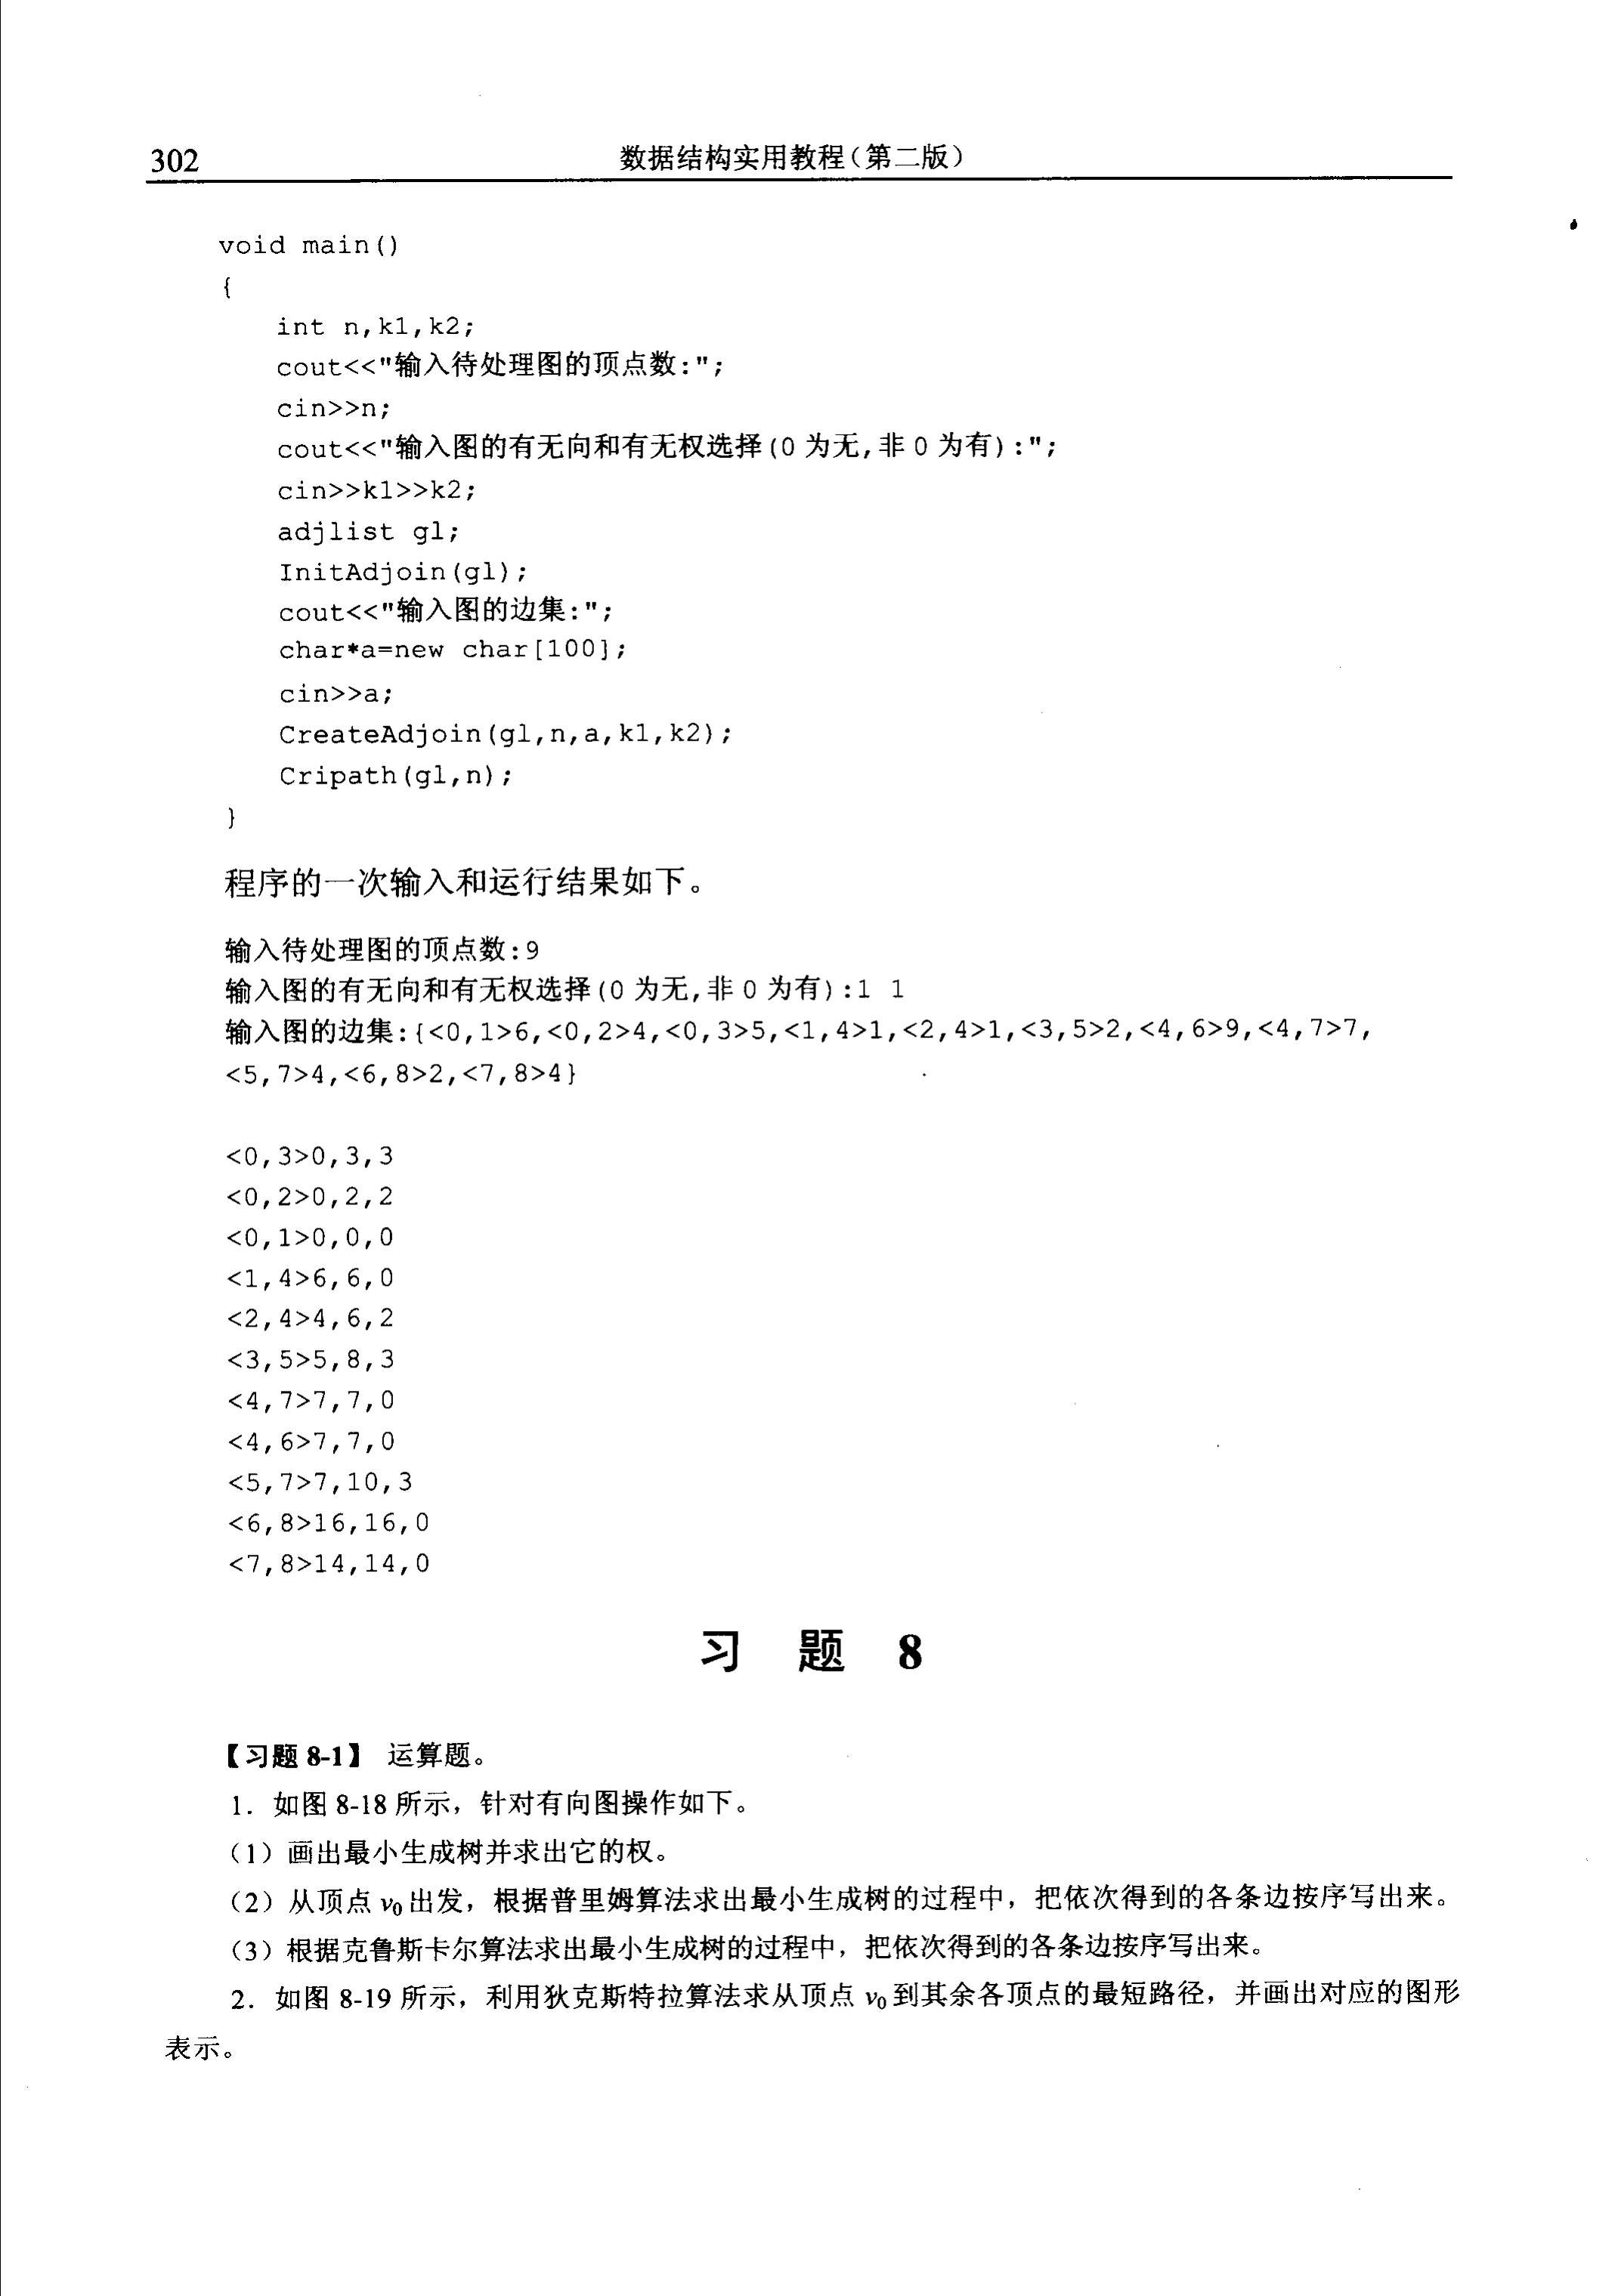 302 数据结构实用教程(第二版)
void main()
{
int n,k1,k2;
cout<<"输入待处理图的顶点数:";
cin>>n;
cout<<"输入图的有无向和有无权选择(0 为无,非 0 为有):";
cin>>k1>>k2;
adjlist gl;
InitAdjoin(gl);
cout<<"输入图的边集:";
char*a=new char[100];
cin>>a;
CreateAdjoin(gl,n,a,k1,k2);
Cripath(gl,n);
}
程序的一次输入和运行结果如下。
输入待处理图的顶点数:9
输入图的有无向和有无权选择(0 为无,非 0 为有):1 1
输入图的边集:{<0,1>6,<0,2>4,<0,3>5,<1,4>1,<2,4>1,<3,5>2,<4,6>9,<4,7>7,
<5,7>4,<6,8>2,<7,8>4}
<0,3>0,3,3
<0,2>0,2,2
<0,1>0,0,0
<1,4>6,6,0
<2,4>4,6,2
<3,5>5,8,3
<4,7>7,7,0
<4,6>7,7,0
<5,7>7,10,3
<6,8>16,16,0
<7,8>14,14,0
习 题 8
【习题 8-1】 运算题。
1. 如图 8-18 所示，针对有向图操作如下。
（1）画出最小生成树并求出它的权。
（2）从顶点 v₀ 出发，根据普里姆算法求出最小生成树的过程中，把依次得到的各条边按序写出来。
（3）根据克鲁斯卡尔算法求出最小生成树的过程中，把依次得到的各条边按序写出来。
2. 如图 8-19 所示，利用狄克斯特拉算法求从顶点 v₀ 到其余各顶点的最短路径，并画出对应的图形
表示。